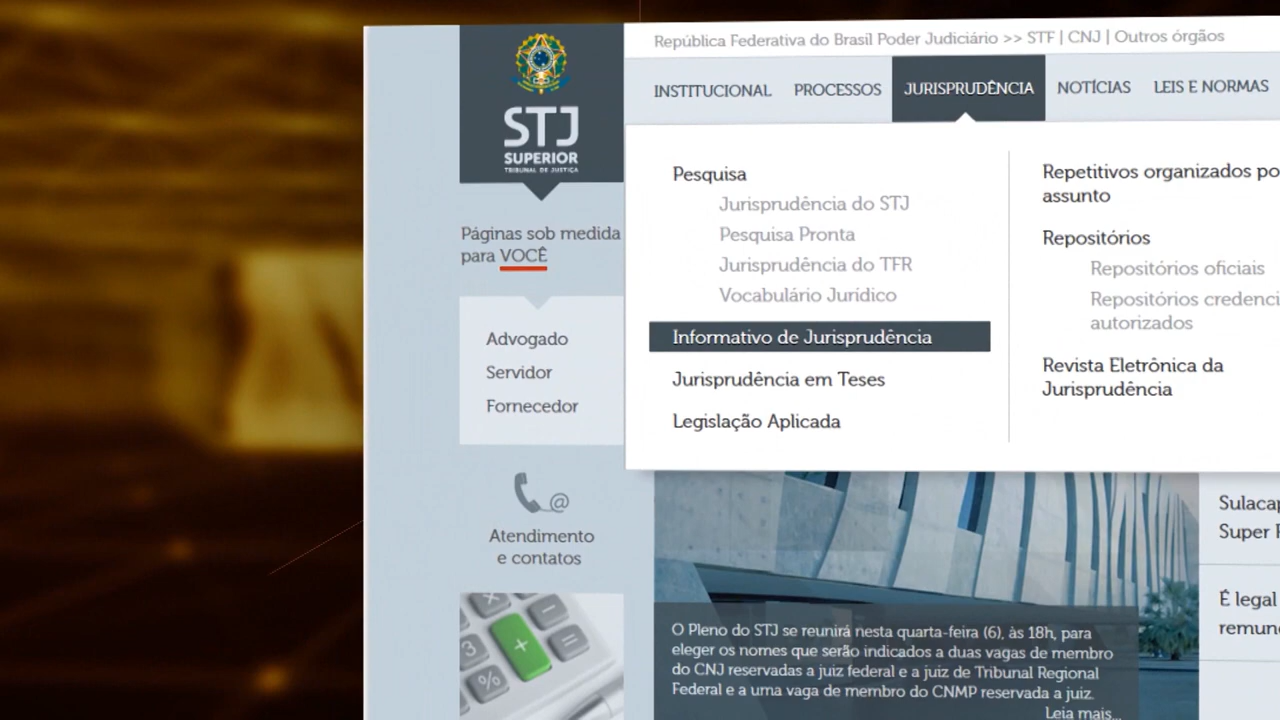 República Federativa do Brasil Poder Judiciário >> STF | CNJ | Outros órgãos
INSTITUCIONAL PROCESSOS JURISPRUDÊNCIA NOTÍCIAS LEIS E NORMAS
STJ
SUPERIOR
TRIBUNAL DE JUSTIÇA
Páginas sob medida
para VOCÊ
Advogado
Servidor
Fornecedor
Atendimento
e contatos
Pesquisa
Jurisprudência do STJ
Pesquisa Pronta
Jurisprudência do TFR
Vocabulário Jurídico
Informativo de Jurisprudência
Jurisprudência em Teses
Legislação Aplicada
Repetitivos organizados po
assunto
Repositórios
Repositórios oficiais
Repositórios credenci
autorizados
Revista Eletrônica da
Jurisprudência
O Pleno do STJ se reunirá nesta quarta-feira (6), às 18h, para
eleger os nomes que serão indicados a duas vagas de membro
do CNJ reservadas a juiz federal e a juiz de Tribunal Regional
Federal e a uma vaga de membro do CNMP reservada a juiz.
Leia mais...
Sulacap
Super
É legal
remun